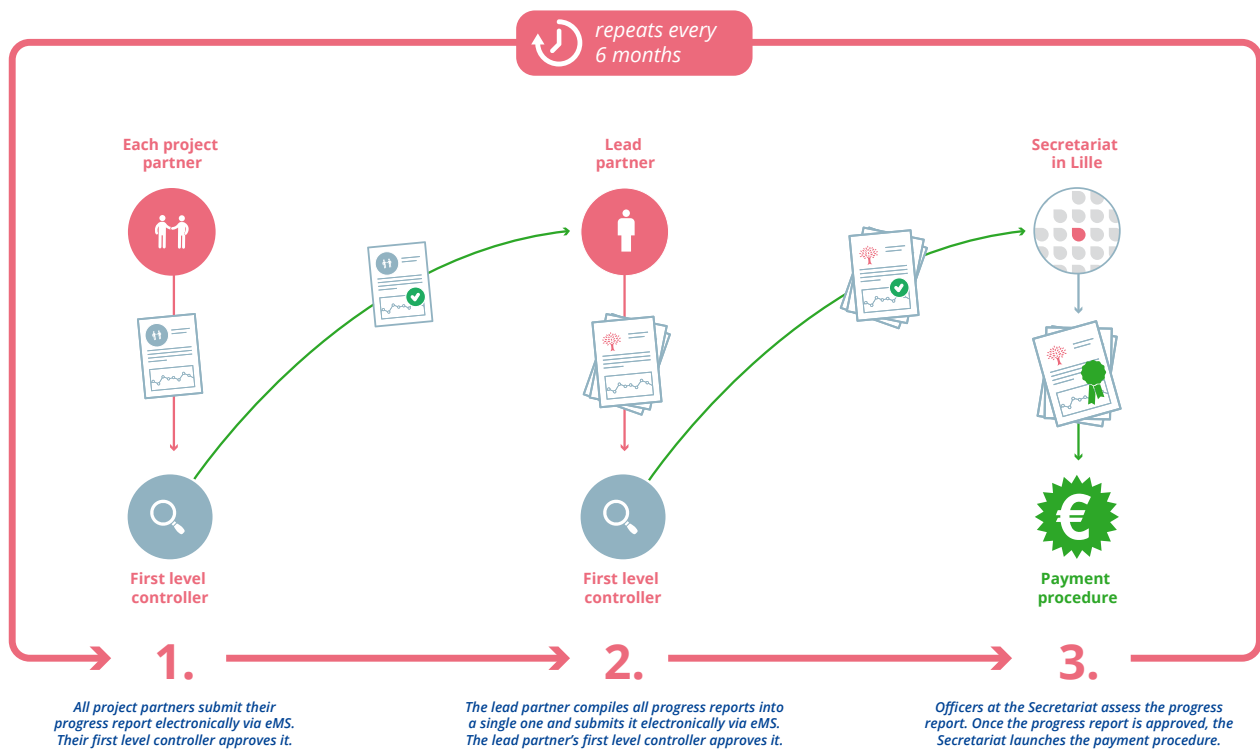 repeats every
6 months
Each project
partner
Lead
partner
Secretariat
in Lille
€
First level
controller
First level
controller
Payment
procedure
1.
2.
3.
All project partners submit their
progress report electronically via eMS.
Their first level controller approves it.
The lead partner compiles all progress reports into
a single one and submits it electronically via eMS.
The lead partner's first level controller approves it.
Officers at the Secretariat assess the progress
report. Once the progress report is approved, the
Secretariat launches the payment procedure.